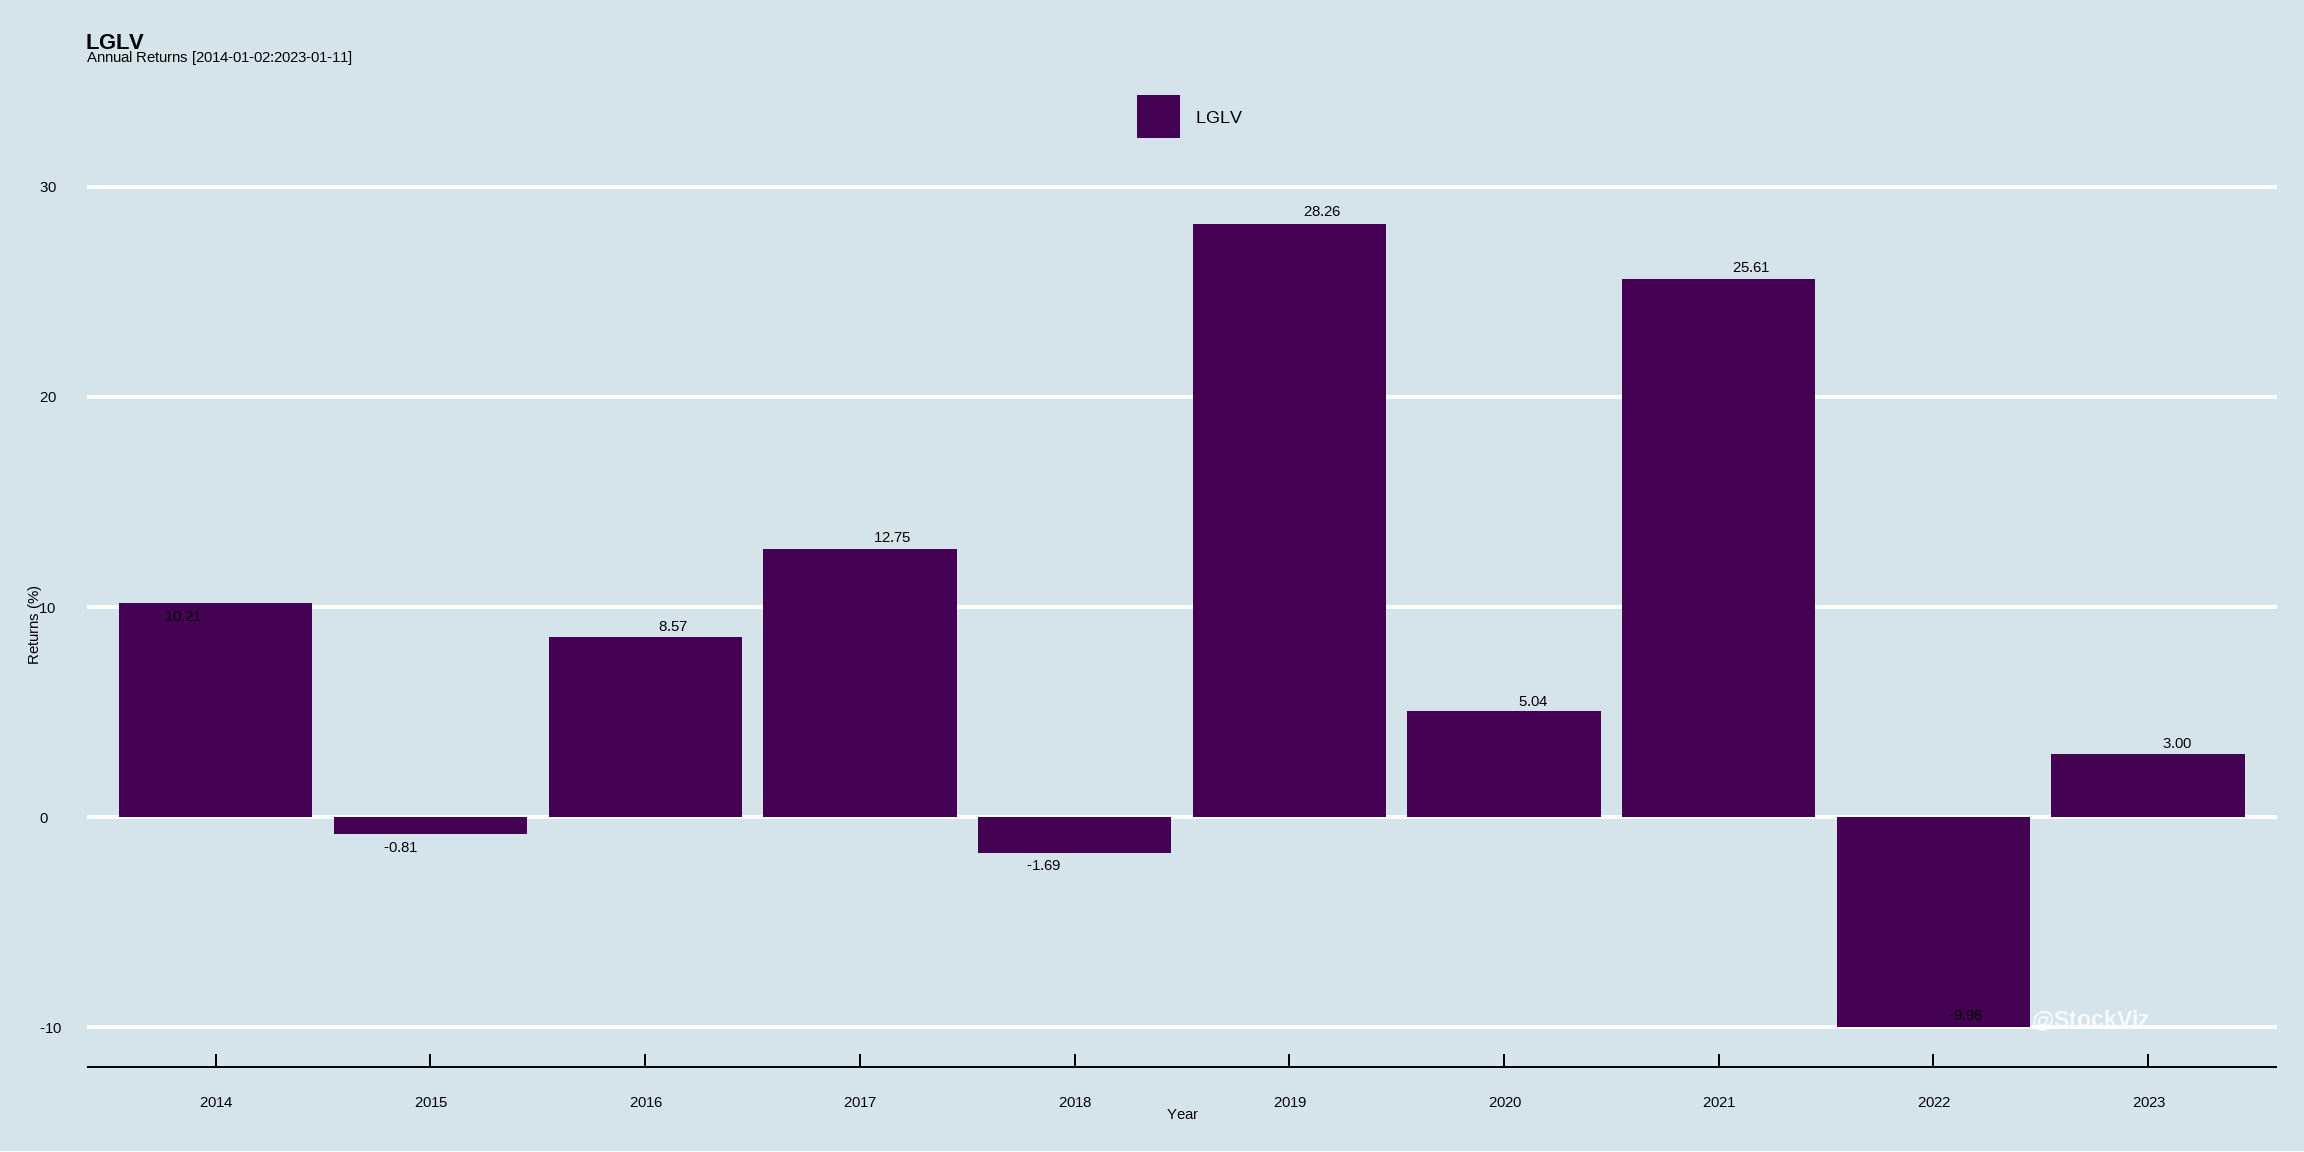 LGLV
Annual Returns [2014-01-02:2023-01-11]
LGLV
30
28.26
25.61
20
12.75
Returns (%)
10
10.21
8.57
5.04
3.00
0
-0.81
-1.69
-9.98
@StockViz
-10
2014 2015 2016 2017 2018 2019 2020 2021 2022 2023
Year